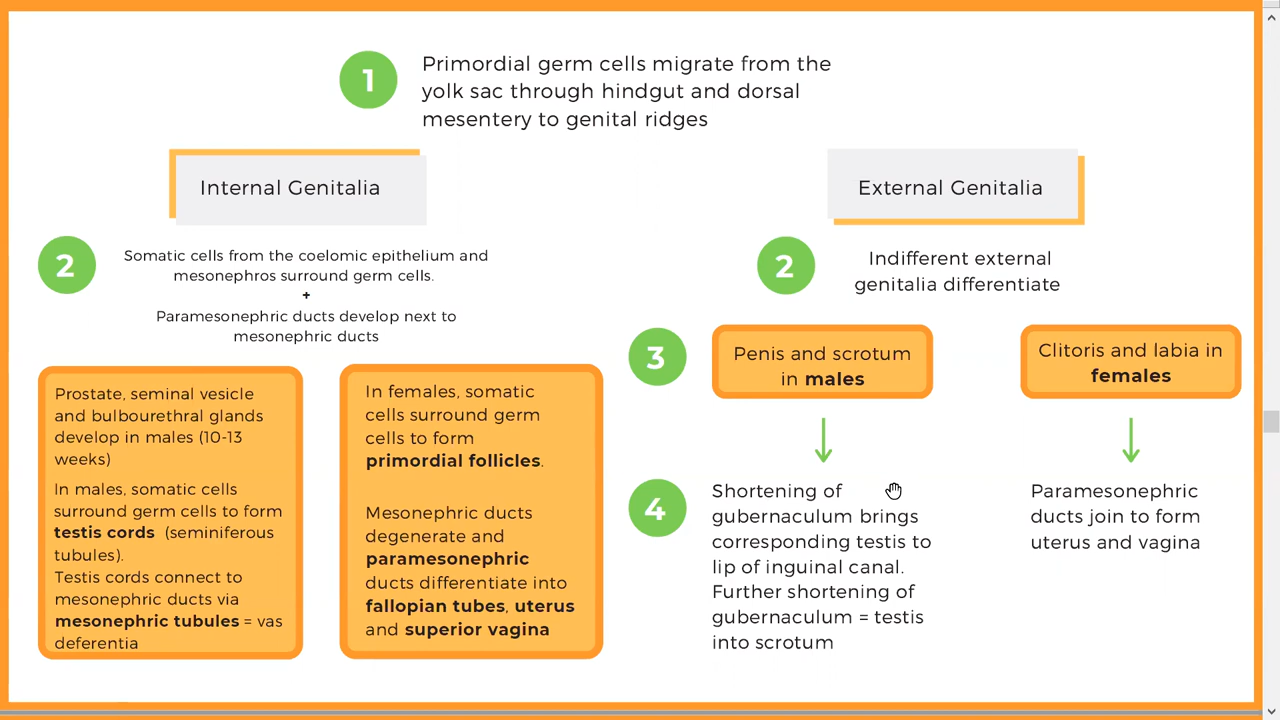 1
Primordial germ cells migrate from the
yolk sac through hindgut and dorsal
mesentery to genital ridges
Internal Genitalia
2
Somatic cells from the coelomic epithelium and
mesonephros surround germ cells.
+
Paramesonephric ducts develop next to
mesonephric ducts
Prostate, seminal vesicle
and bulbourethral glands
develop in males (10-13
weeks)
In males, somatic cells
surround germ cells to form
testis cords (seminiferous
tubules).
Testis cords connect to
mesonephric ducts via
mesonephric tubules = vas
deferentia
In females, somatic
cells surround germ
cells to form
primordial follicles.
Mesonephric ducts
degenerate and
paramesonephric
ducts differentiate into
fallopian tubes, uterus
and superior vagina
External Genitalia
2
Indifferent external
genitalia differentiate
3
Penis and scrotum
in males
Clitoris and labia in
females
4
Shortening of
gubernaculum brings
corresponding testis to
lip of inguinal canal.
Further shortening of
gubernaculum = testis
into scrotum
Paramesonephric
ducts join to form
uterus and vagina